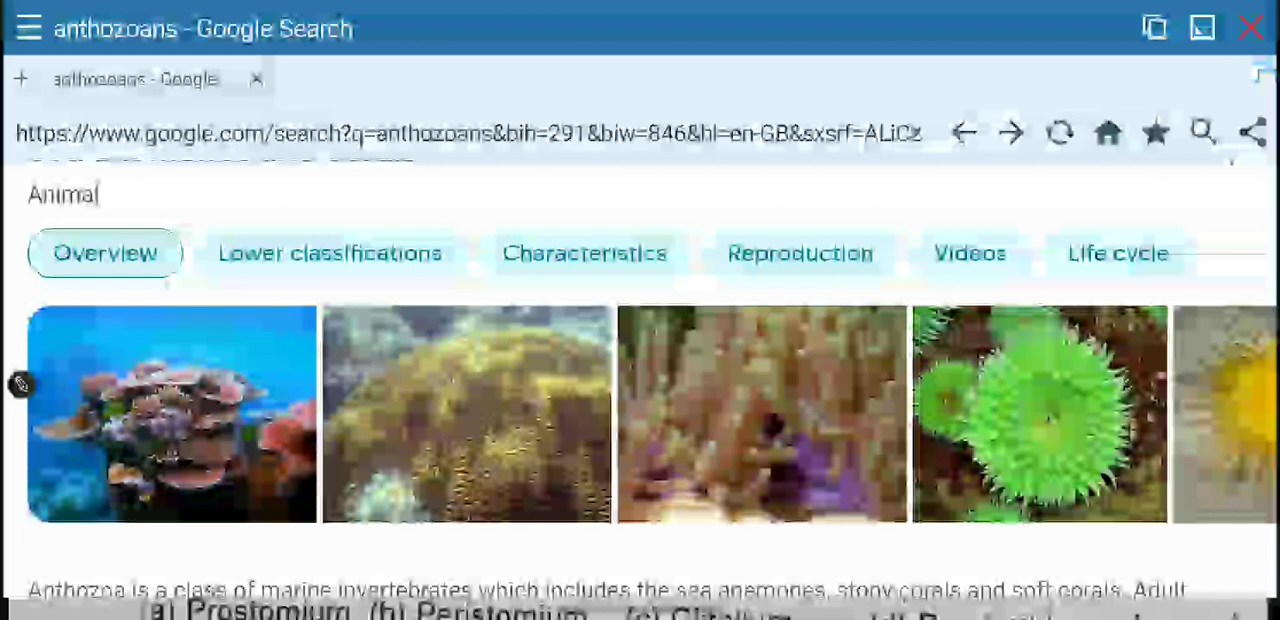 anthozoans - Google Search
anthozoans - Google
https://www.google.com/search?q=anthozoans&bih=291&biw=846&hl=en-GB&sxsrf=ALiCz
Animal
Overview Lower classifications Characteristics Reproduction Videos Life cycle
Anthozoa is a class of marine invertebrates which includes the sea anemones, stony corals and soft corals. Adult
(a) Prostomium (b) Peristomium (c) Clitellum (d)